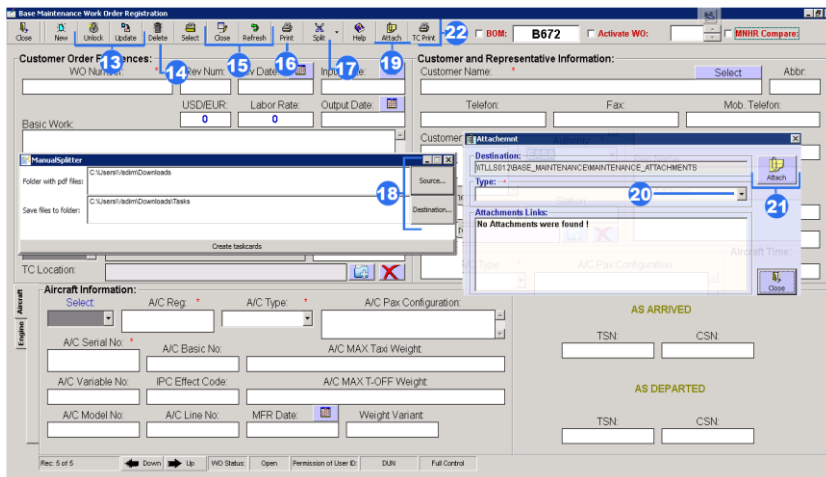 Base Maintenance Work Order Registration
Close New Unlock Update Delete Select Close Refresh Print Split Help Attach TC Print
22 BOM: B672 Activate WO: MNHR Compare:
13 14 15 16 17 19
Customer Order References:
WO Number: * Rev Num: Date: Input Date:
USD/EUR: Labor Rate: Output Date:
0 0
Basic Work:
Customer and Representative Information:
Customer Name: * Select Abbr:
Telefon: Fax: Mob. Telefon:
Customer
ManualSplitter
Folder with pdf files: C:\Users\Vadim\Downloads Source...
18
Save files to folder: C:\Users\Vadim\Downloads\Tasks Destination...
Create taskcards
Attachemnt
Destination:
\\TLLS012\BASE_MAINTENANCE\MAINTENANCE_ATTACHMENTS
Attach
Type: 20 21
Attachments Links:
No Attachments were found !
Close
Aircraft Time:
A/C Type: * A/C Pax Configuration
TC Location:
Aircraft
Engine
Aircraft Information:
Select: A/C Reg: * A/C Type: * A/C Pax Configuration:
A/C Serial No: * A/C Basic No: A/C MAX Taxi Weight:
A/C Variable No: IPC Effect Code: A/C MAX T-OFF Weight:
A/C Model No: A/C Line No: MFR Date: Weight Variant:
AS ARRIVED
TSN: CSN:
AS DEPARTED
TSN: CSN:
Rec: 5 of 5 Down Up WO Status: Open Permission of User ID: DUN Full Control